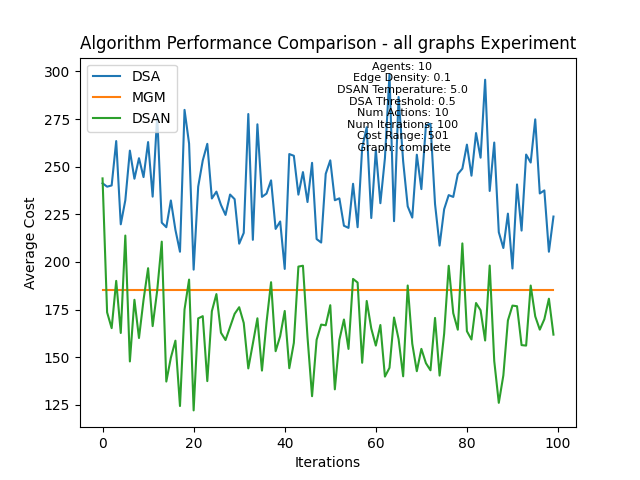 Algorithm Performance Comparison - all graphs Experiment
DSA
MGM
DSAN
Agents: 10
Edge Density: 0.1
DSAN Temperature: 5.0
DSA Threshold: 0.5
Num Actions: 10
Num Iterations: 100
Cost Range: 501
Graph: complete
Average Cost
300
275
250
225
200
175
150
125
0
20
40
60
80
100
Iterations